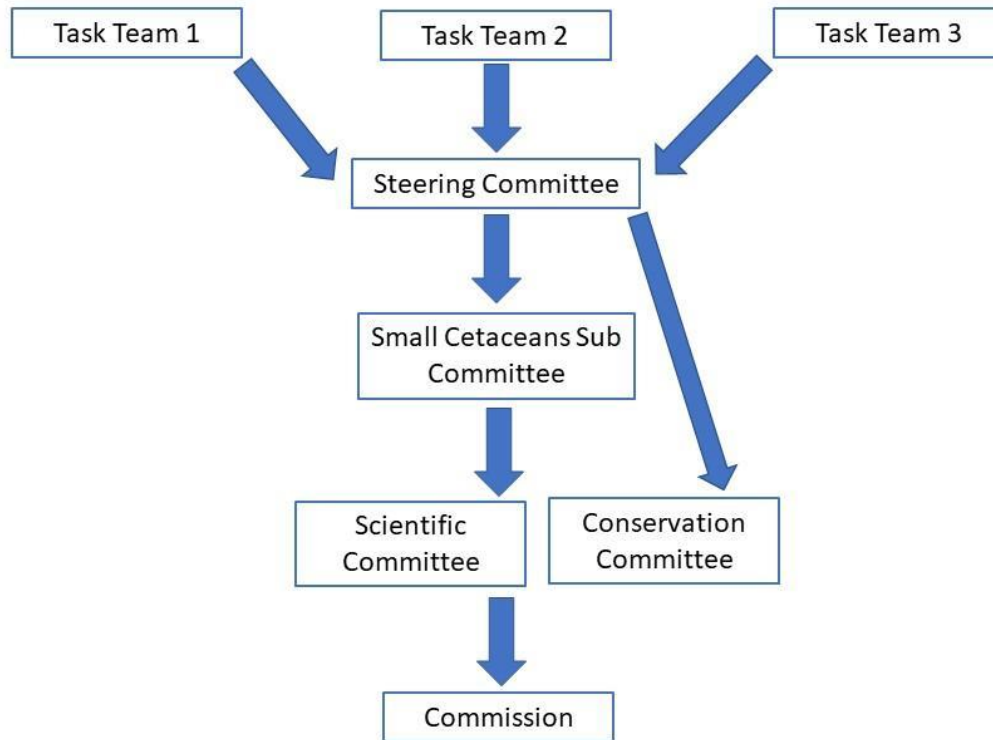 Task Team 1
Task Team 2
Task Team 3
Steering Committee
Small Cetaceans Sub
Committee
Scientific
Committee
Conservation
Committee
Commission